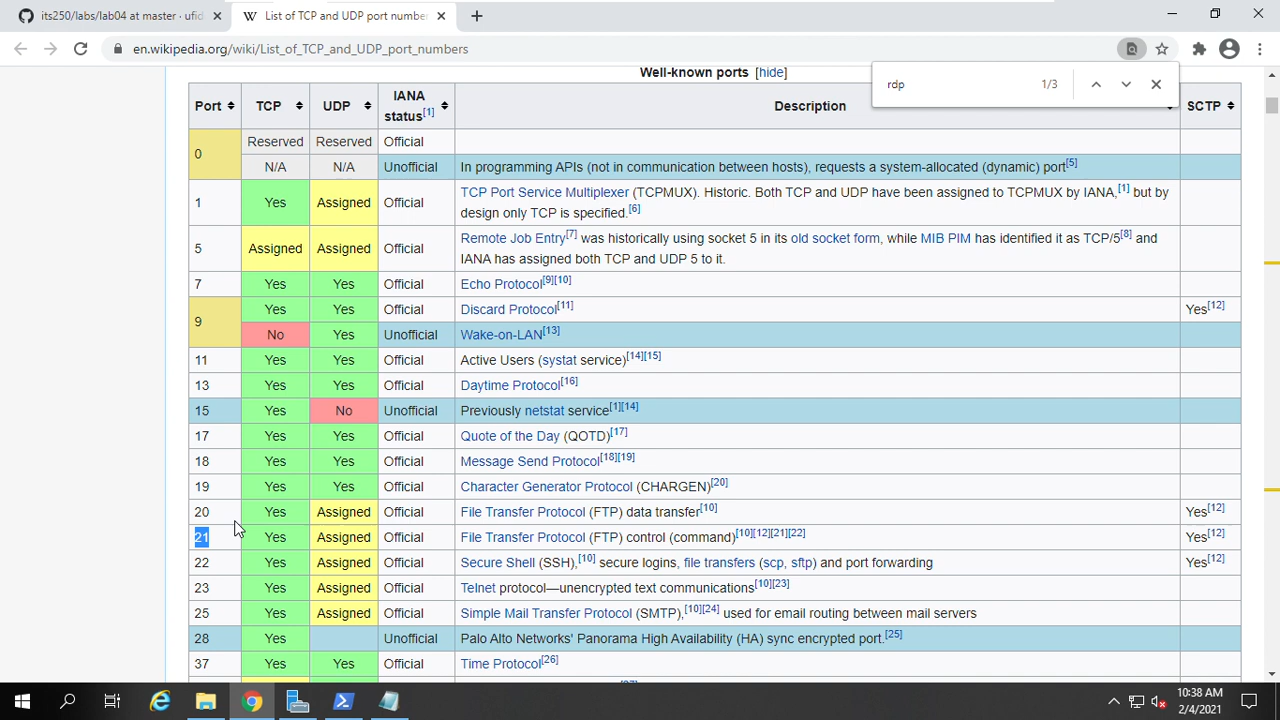 its250/labs/lab04 at master · ufid
List of TCP and UDP port number
en.wikipedia.org/wiki/List_of_TCP_and_UDP_port_numbers
rdp 1/3
Well-known ports [hide]
Port TCP UDP IANA status[1] Description SCTP
0 Reserved Reserved Official
N/A N/A Unofficial In programming APIs (not in communication between hosts), requests a system-allocated (dynamic) port[5]
1 Yes Assigned Official TCP Port Service Multiplexer (TCPMUX). Historic. Both TCP and UDP have been assigned to TCPMUX by IANA,[1] but by
design only TCP is specified.[6]
5 Assigned Assigned Official Remote Job Entry[7] was historically using socket 5 in its old socket form, while MIB PIM has identified it as TCP/5[8] and
IANA has assigned both TCP and UDP 5 to it.
7 Yes Yes Official Echo Protocol[9][10]
9 Yes Yes Official Discard Protocol[11] Yes[12]
No Yes Unofficial Wake-on-LAN[13]
11 Yes Yes Official Active Users (systat service)[14][15]
13 Yes Yes Official Daytime Protocol[16]
15 Yes No Unofficial Previously netstat service[1][14]
17 Yes Yes Official Quote of the Day (QOTD)[17]
18 Yes Yes Official Message Send Protocol[18][19]
19 Yes Yes Official Character Generator Protocol (CHARGEN)[20]
20 Yes Assigned Official File Transfer Protocol (FTP) data transfer[10] Yes[12]
21 Yes Assigned Official File Transfer Protocol (FTP) control (command)[10][12][21][22] Yes[12]
22 Yes Assigned Official Secure Shell (SSH),[10] secure logins, file transfers (scp, sftp) and port forwarding Yes[12]
23 Yes Assigned Official Telnet protocol—unencrypted text communications[10][23]
25 Yes Assigned Official Simple Mail Transfer Protocol (SMTP),[10][24] used for email routing between mail servers
28 Yes Unofficial Palo Alto Networks' Panorama High Availability (HA) sync encrypted port.[25]
37 Yes Yes Official Time Protocol[26]
10:38 AM
2/4/2021